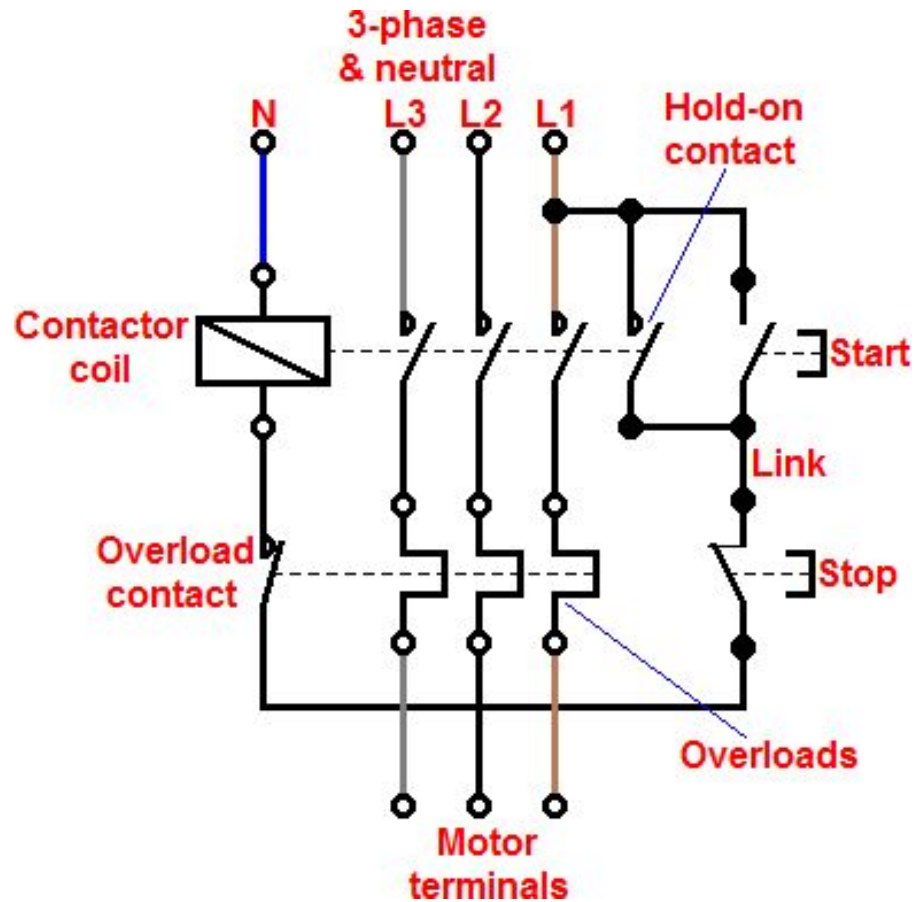 3-phase
& neutral
N
L3
L2
L1
Hold-on
contact
Contactor
coil
Start
Link
Overload
contact
Stop
Overloads
Motor
terminals